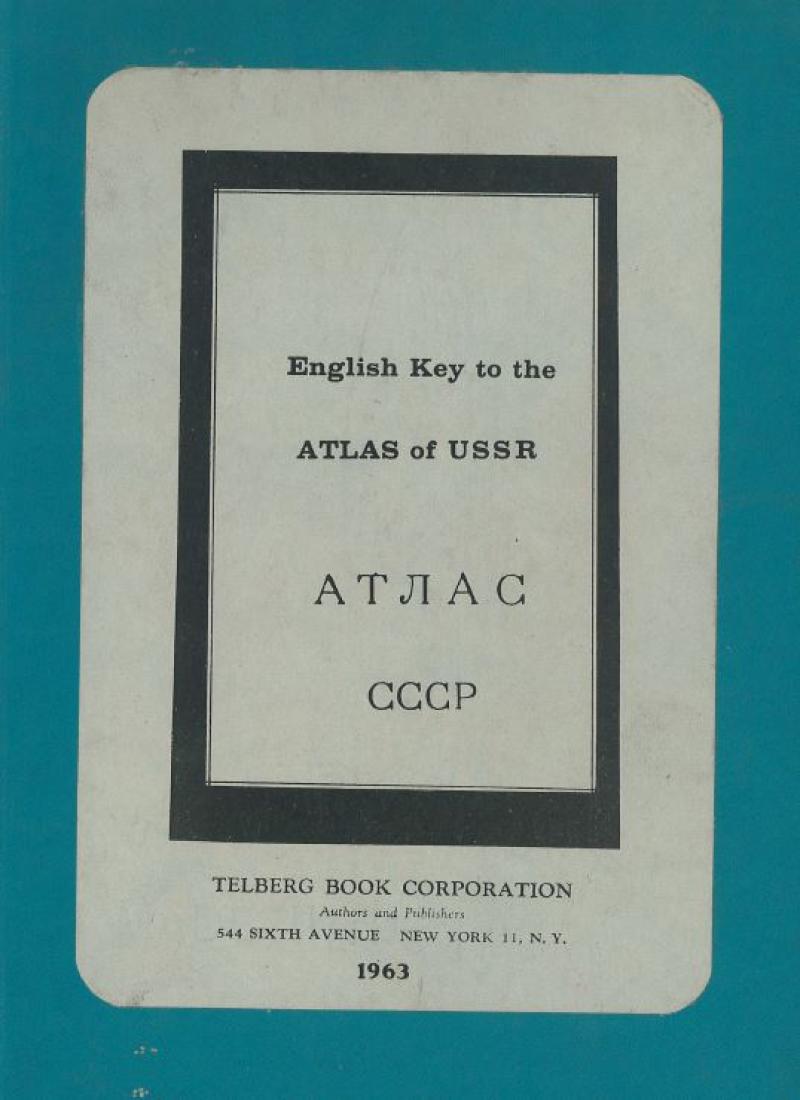 English Key to the
ATLAS of USSR
АТЛАС
СССР
TELBERG BOOK CORPORATION
Authors and Publishers
544 SIXTH AVENUE NEW YORK 11, N. Y.
1963